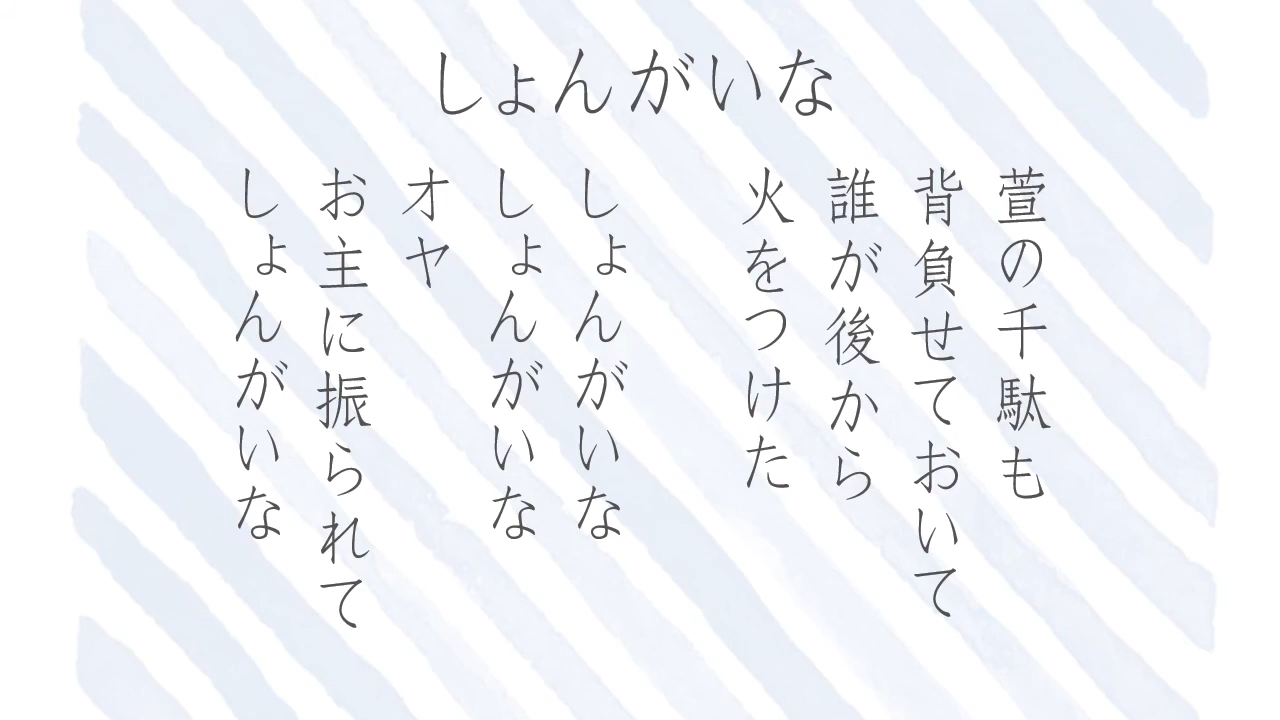 しょんがいな
萱の千駄も
背負せておいて
誰が後から
火をつけた
しょんがいな
しょんがいな
オヤ
お主に振られて
しょんがいな